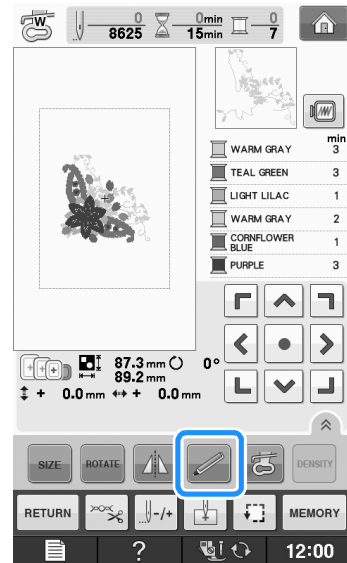 W
0
8625
0min
15min
0
7
min
WARM GRAY 3
TEAL GREEN 3
LIGHT LILAC 1
WARM GRAY 2
CORNFLOWER
BLUE 1
PURPLE 3
87.3 mm 0°
89.2 mm
+ 0.0 mm + 0.0 mm
SIZE ROTATE DENSITY
RETURN -/+ MEMORY
? 12:00